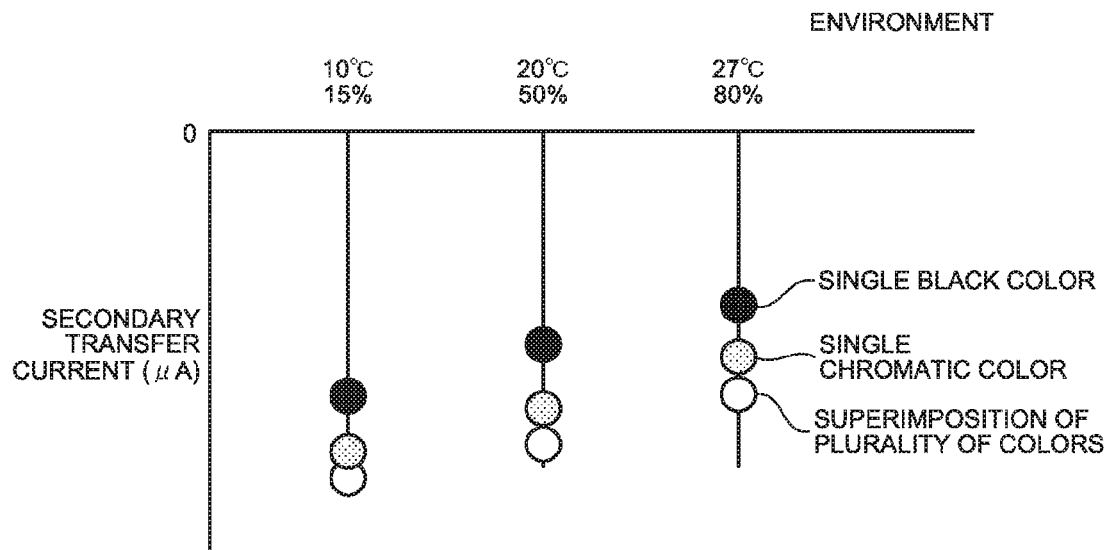 ENVIRONMENT
10°C
15%
20°C
50%
27°C
80%
0
SECONDARY
TRANSFER
CURRENT (μA)
SINGLE BLACK COLOR
SINGLE
CHROMATIC COLOR
SUPERIMPOSITION OF
PLURALITY OF COLORS